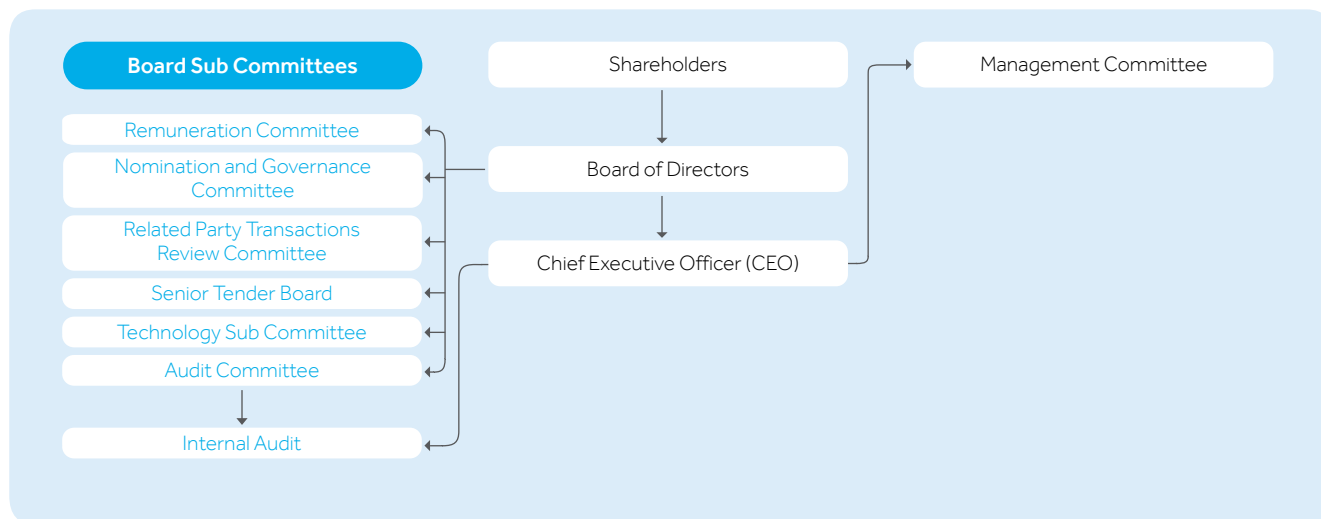 Board Sub Committees
Remuneration Committee
Nomination and Governance
Committee
Related Party Transactions
Review Committee
Senior Tender Board
Technology Sub Committee
Audit Committee
Internal Audit
Shareholders
Board of Directors
Chief Executive Officer (CEO)
Management Committee